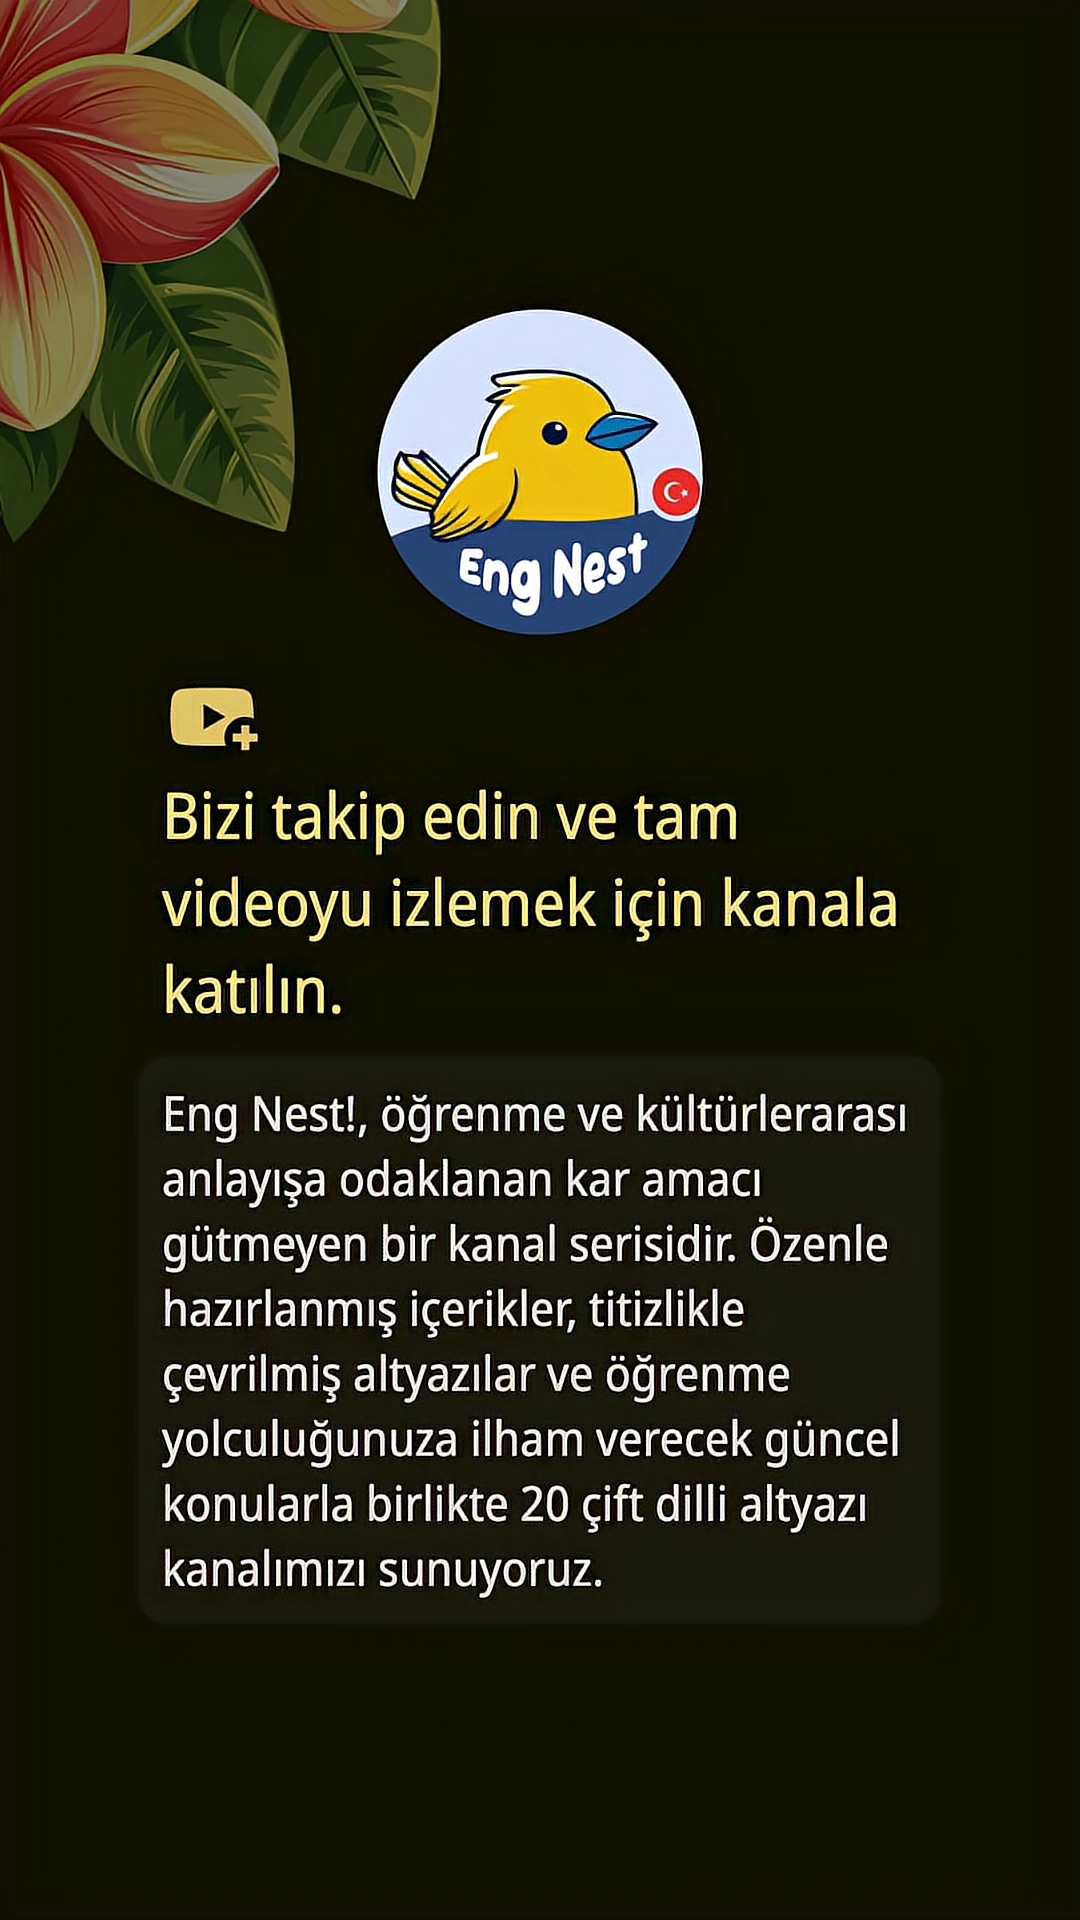 Eng Nest
Bizi takip edin ve tam
videoyu izlemek için kanala
katılın.
Eng Nest!, öğrenme ve kültürlerarası
anlayışa odaklanan kar amacı
gütmeyen bir kanal serisidir. Özenle
hazırlanmış içerikler, titizlikle
çevrilmiş altyazılar ve öğrenme
yolculuğunuza ilham verecek güncel
konularla birlikte 20 çift dilli altyazı
kanalımızı sunuyoruz.